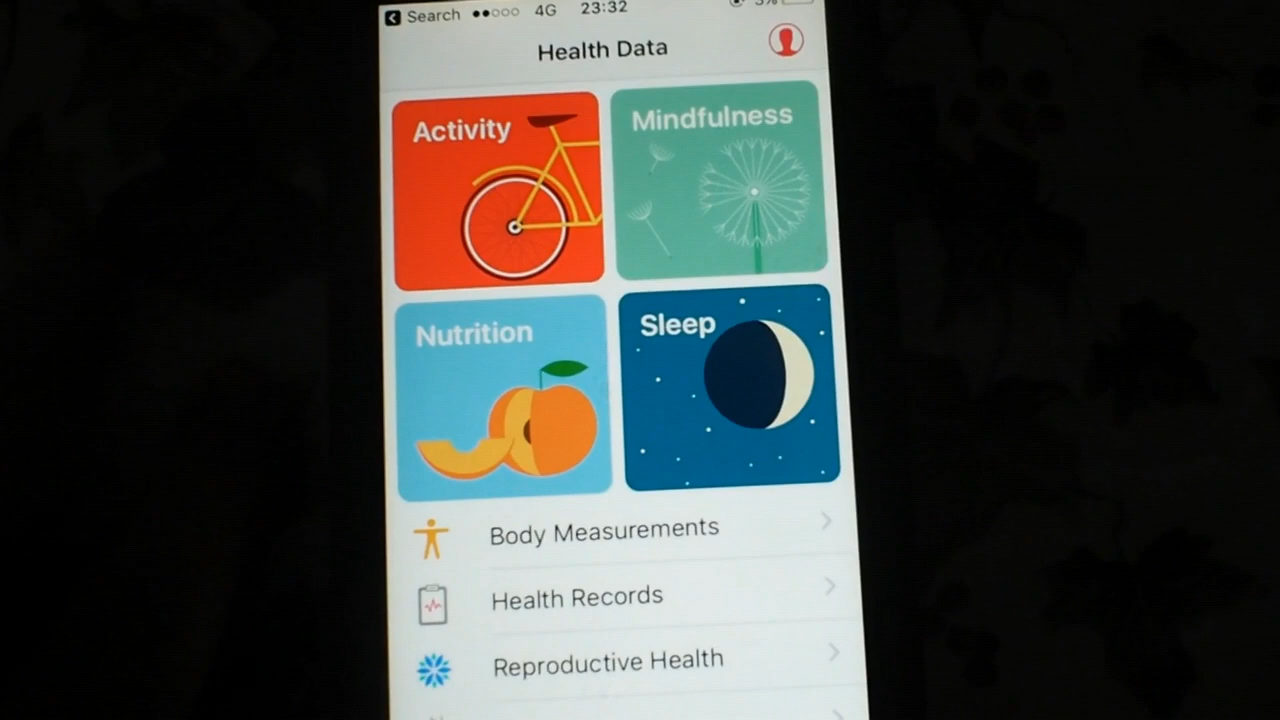 Search 4G 23:32
Health Data
Activity
Mindfulness
Nutrition
Sleep
Body Measurements
Health Records
Reproductive Health